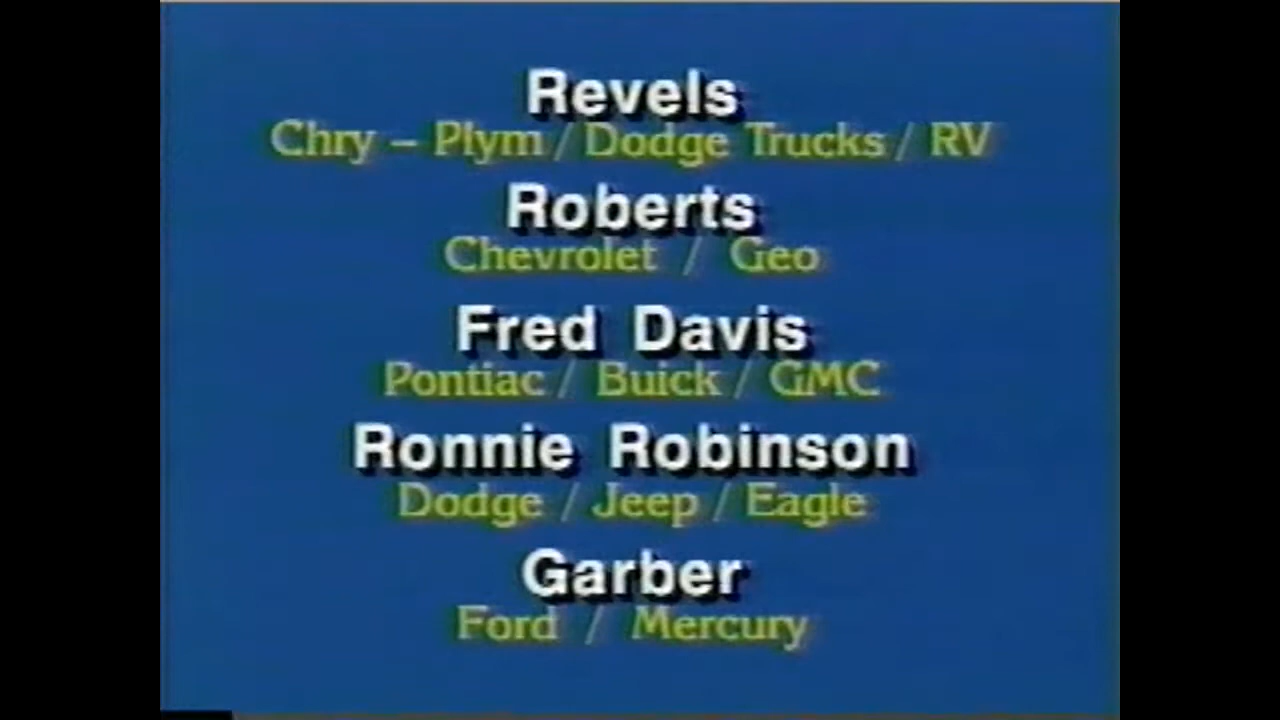 Revels
Chry – Plym / Dodge Trucks / RV
Roberts
Chevrolet / Geo
Fred Davis
Pontiac / Buick / GMC
Ronnie Robinson
Dodge / Jeep / Eagle
Garber
Ford / Mercury